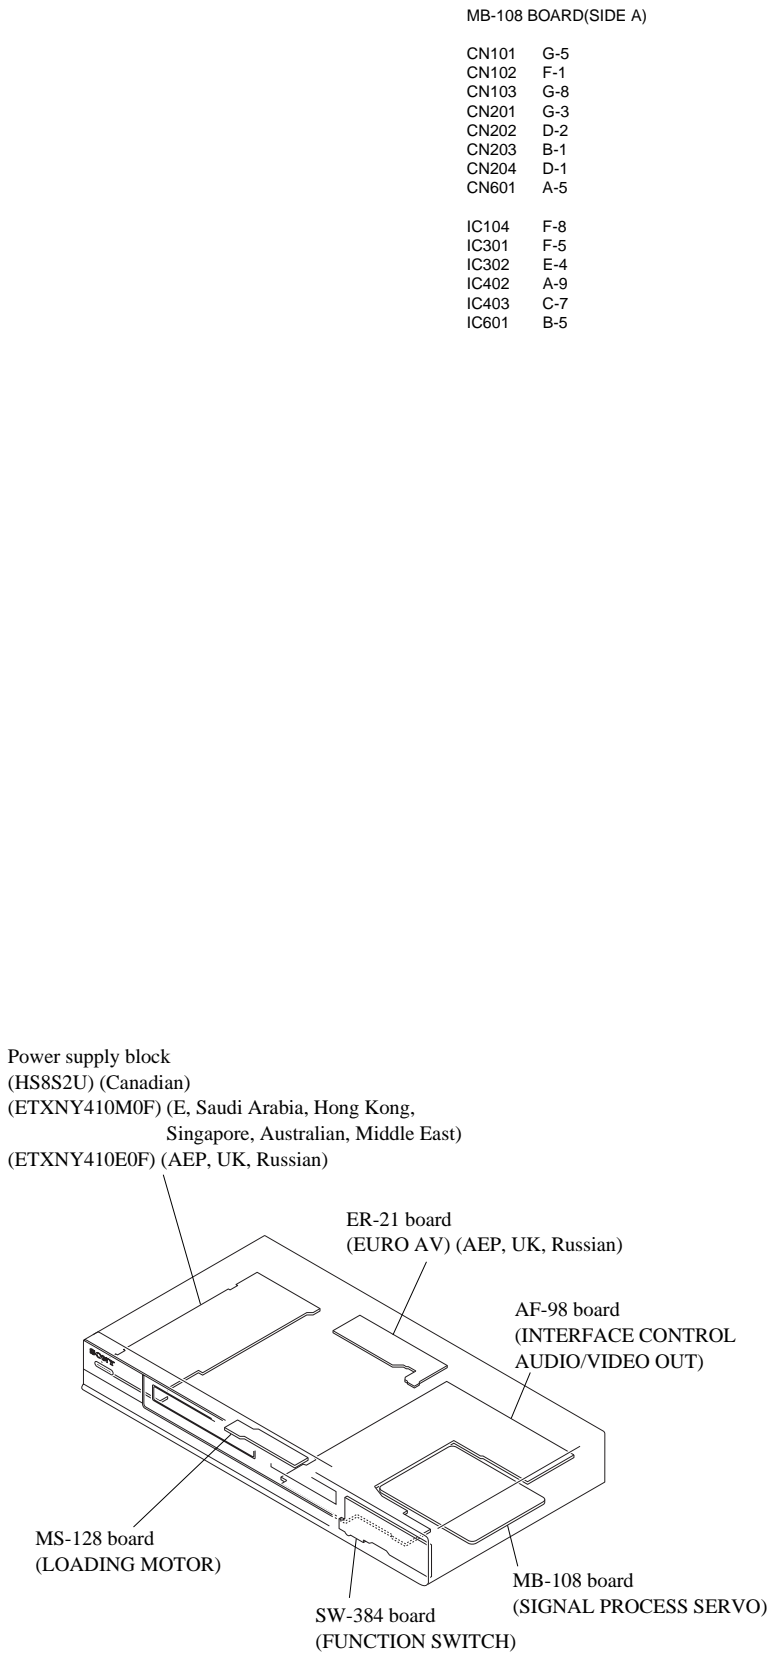 MB-108 BOARD(SIDE A)
CN101 G-5
CN102 F-1
CN103 G-8
CN201 G-3
CN202 D-2
CN203 B-1
CN204 D-1
CN601 A-5
IC104 F-8
IC301 F-5
IC302 E-4
IC402 A-9
IC403 C-7
IC601 B-5
Power supply block
(HS8S2U) (Canadian)
(ETXNY410M0F) (E, Saudi Arabia, Hong Kong,
Singapore, Australian, Middle East)
(ETXNY410E0F) (AEP, UK, Russian)
ER-21 board
(EURO AV) (AEP, UK, Russian)
AF-98 board
(INTERFACE CONTROL
AUDIO/VIDEO OUT)
SONY
MS-128 board
(LOADING MOTOR)
MB-108 board
(SIGNAL PROCESS SERVO)
SW-384 board
(FUNCTION SWITCH)